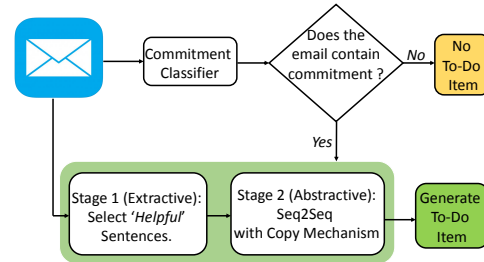 Commitment
Classifier
Does the
email contain
commitment ?
No
No
To-Do
Item
Yes
Stage 1 (Extractive):
Select ‘Helpful’
Sentences.
Stage 2 (Abstractive):
Seq2Seq
with Copy Mechanism
Generate
To-Do
Item